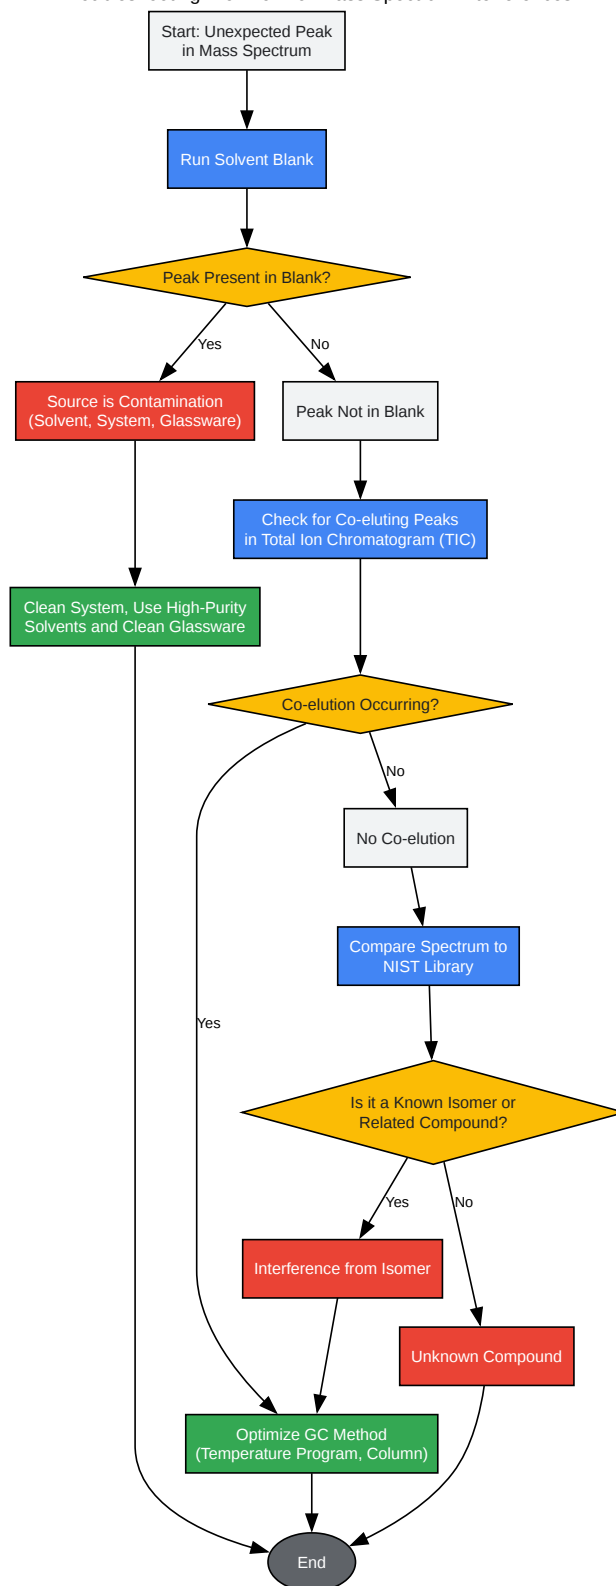 Start: Unexpected Peak
in Mass Spectrum
Run Solvent Blank
Peak Present in Blank?
Yes
No
Source is Contamination
(Solvent, System, Glassware)
Peak Not in Blank
Check for Co-eluting Peaks
in Total Ion Chromatogram (TIC)
Clean System, Use High-Purity
Solvents and Clean Glassware
Co-elution Occurring?
No
No Co-elution
Compare Spectrum to
NIST Library
Yes
Is it a Known Isomer or
Related Compound?
Yes
No
Interference from Isomer
Unknown Compound
Optimize GC Method
(Temperature Program, Column)
End